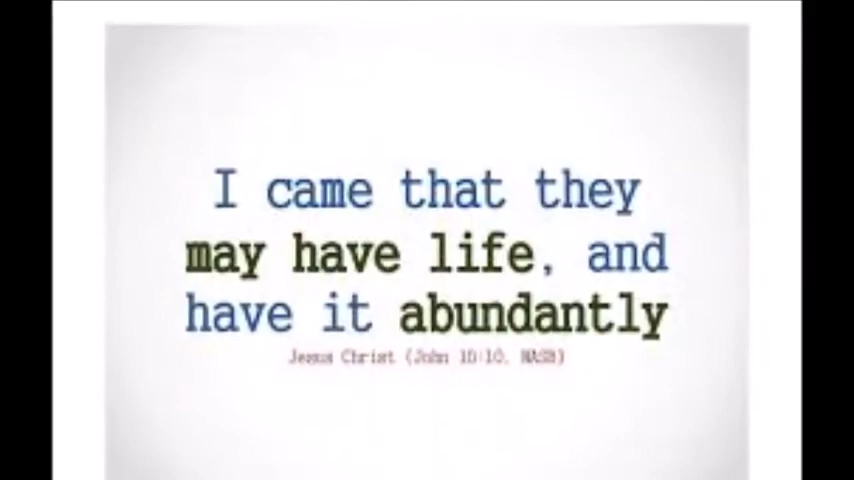 I came that they
may have life, and
have it abundantly
Jesus Christ (John 10:10, NASB)